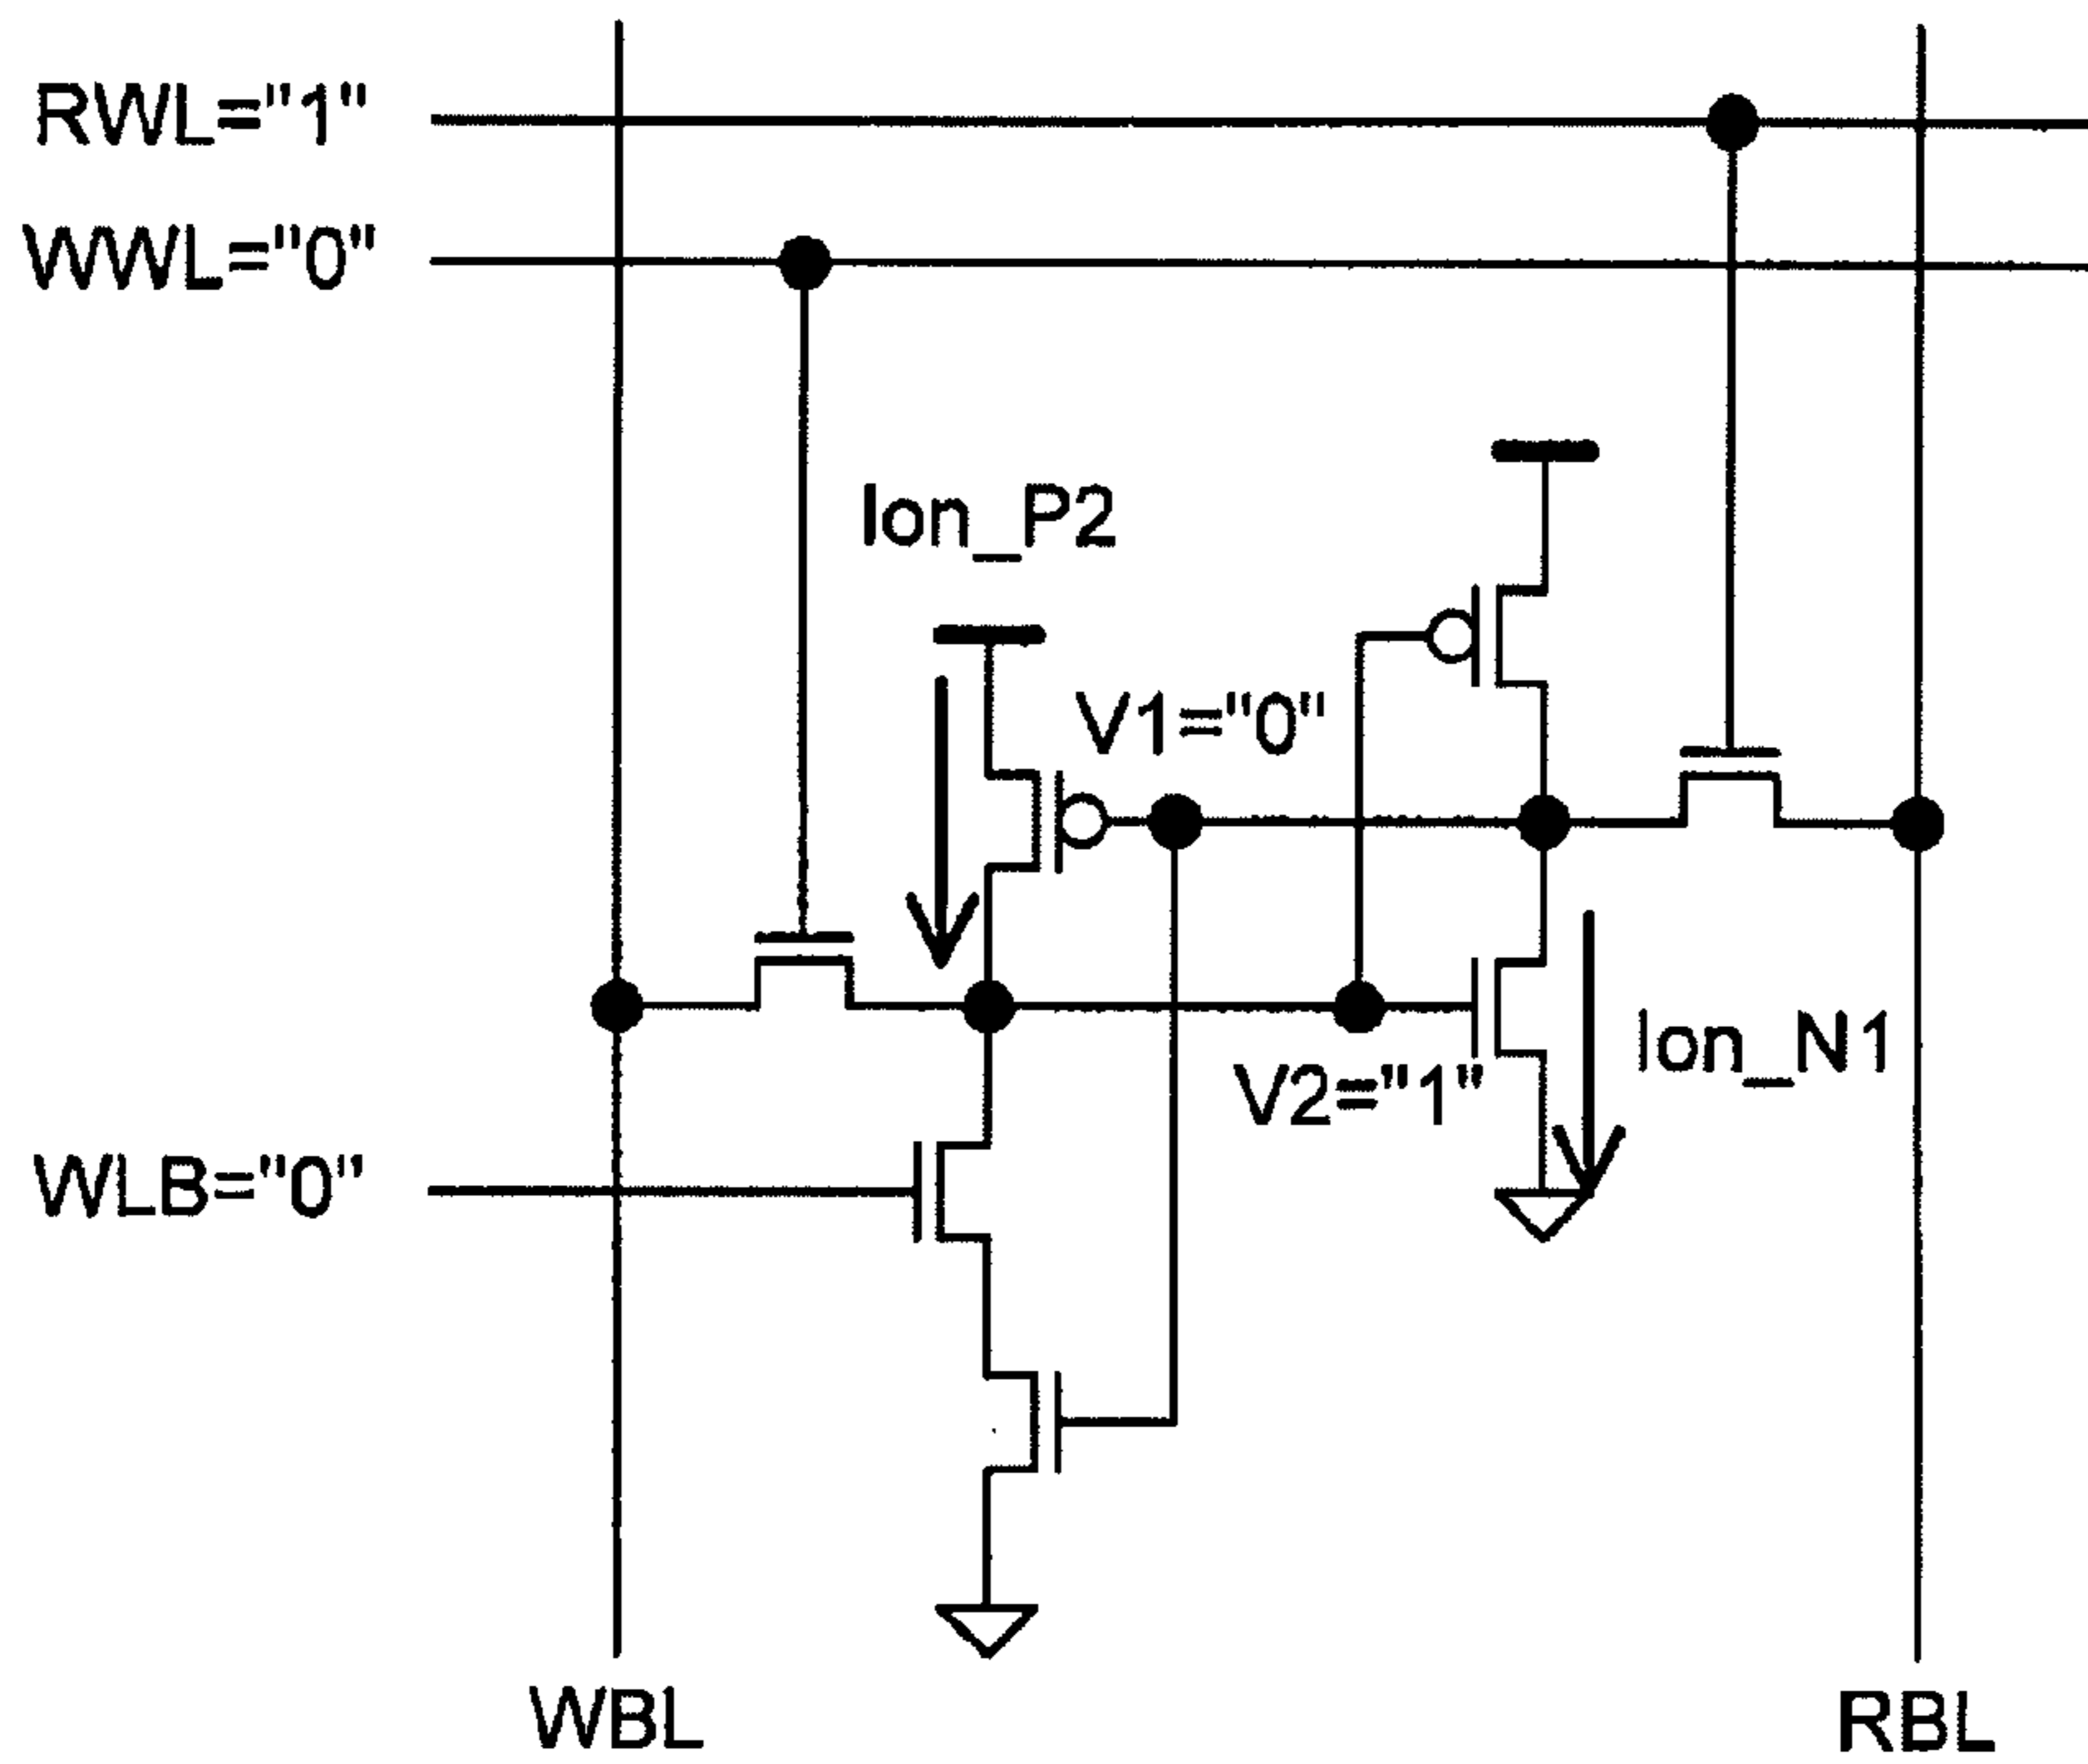 RWL="1"
WWL="0"
Ion_P2
V1="0"
Ion_N1
V2="1"
WLB="0"
WBL
RBL